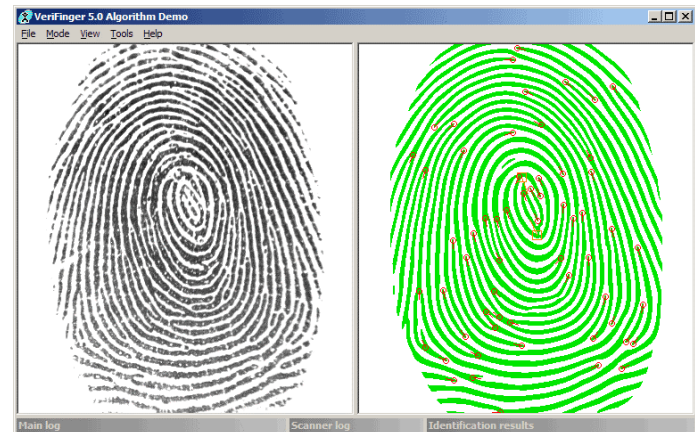 VeriFinger 5.0 Algorithm Demo
File Mode View Tools Help
Main log Scanner log Identification results